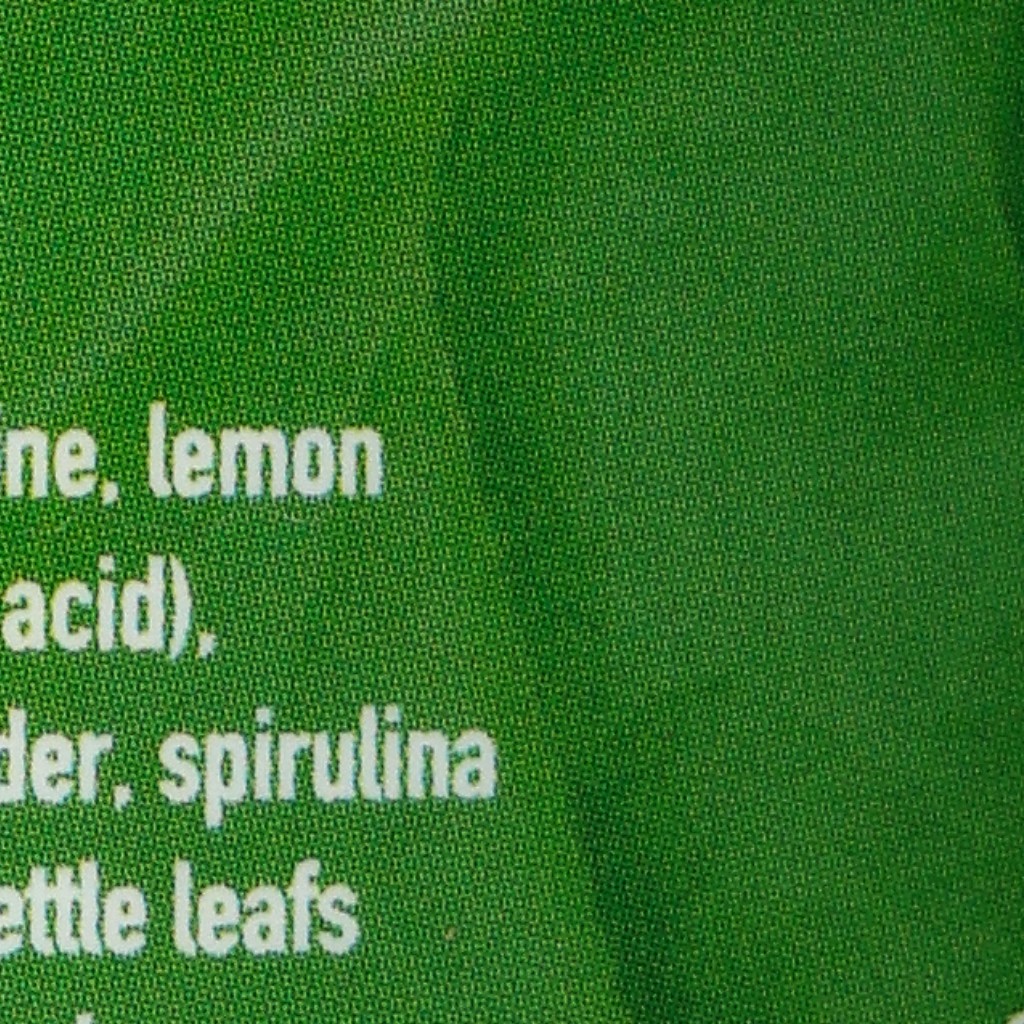 ine, lemon
acid),
der, spirulina
ettle leafs